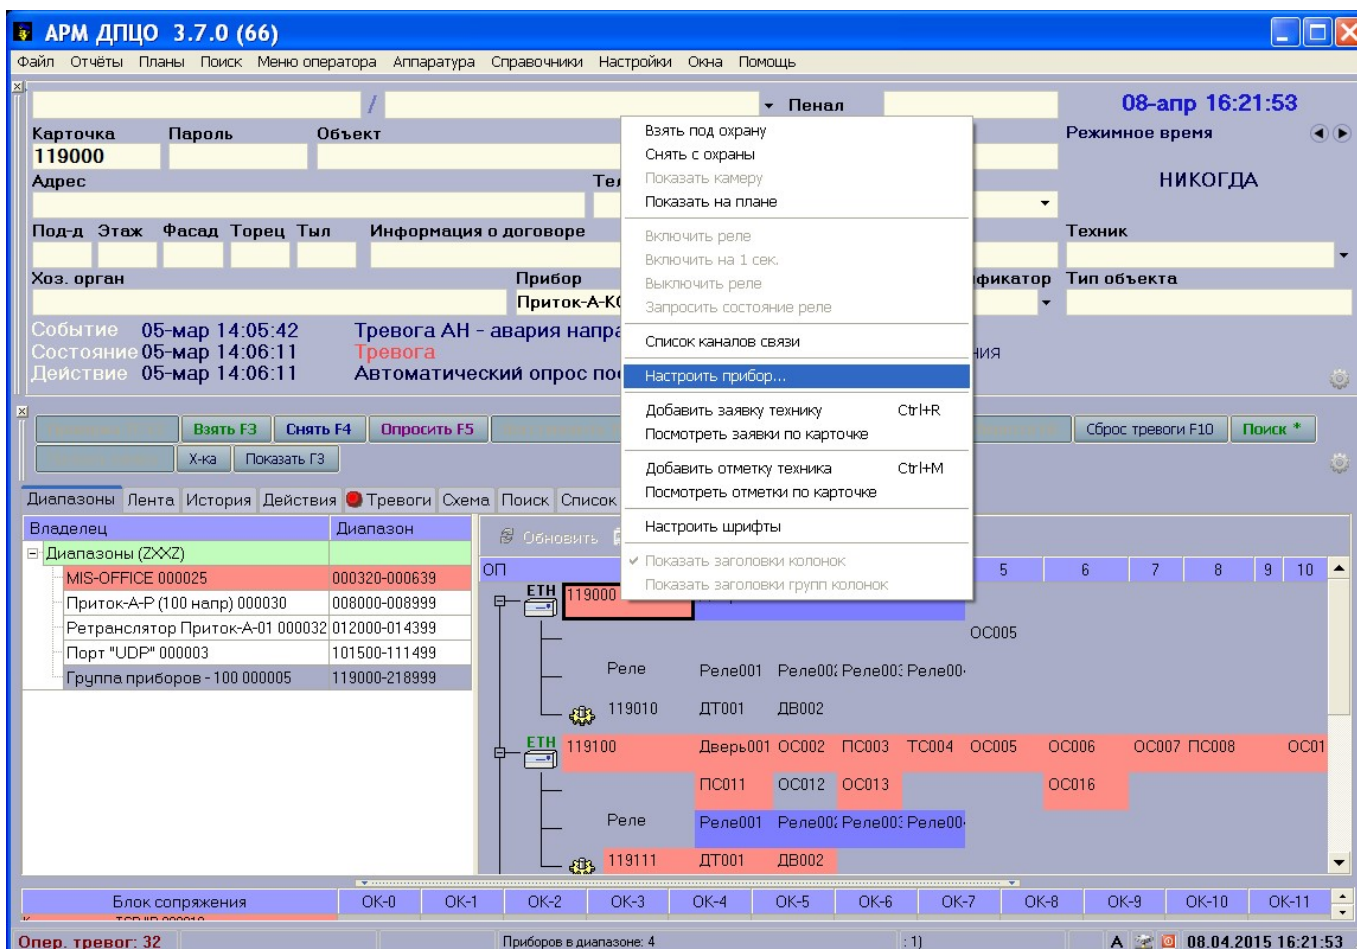 АРМ ДПЦО 3.7.0 (66)
Файл Отчёты Планы Поиск Меню оператора Аппаратура Справочники Настройки Окна Помощь
/ Пенал 08-апр 16:21:53
Карточка Пароль Объект Режимное время
119000
Адрес НИКОГДА
Под-д Этаж Фасад Торец Тыл Информация о договоре Техник
Хоз. орган Прибор Тип объекта
Событие 05-мар 14:05:42 Тревога АН - авария
Состояние 05-мар 14:06:11 Тревога
Действие 05-мар 14:06:11 Автоматический опрос
Взять под охрану
Снять с охраны
Показать камеру
Показать на плане
Включить реле
Включить на 1 сек.
Выключить реле
Запросить состояние реле
Список каналов связи
Настроить прибор...
Добавить заявку технику Ctrl+R
Посмотреть заявки по карточке
Добавить отметку техника Ctrl+M
Посмотреть отметки по карточке
Настроить шрифты
Показать заголовки колонок
Показать заголовки групп колонок
Взять F3 Снять F4 Опросить F5 Сброс тревоги F10 Поиск *
Х-ка Показать Г3
Диапазоны Лента История Действия Тревоги Схема Поиск Список
Владелец Диапазон
Диапазоны (ZXXZ)
MIS-OFFICE 000025 000320-000639
Приток-А-Р (100 напр) 000030 008000-008999
Ретранслятор Приток-А-01 000032 012000-014399
Порт "UDP" 000003 101500-111499
Группа приборов - 100 000005 119000-218999
Обновить
ОП 5 6 7 8 9 10
ETH 119000
ОС005
Реле Реле001 Реле002 Реле003 Реле00
119010 ДТ001 ДВ002
ETH 119100 Дверь001 ОС002 ПС003 ТС004 ОС005 ОС006 ОС007 ПС008 ОС01
ПС011 ОС012 ОС013 ОС016
Реле Реле001 Реле002 Реле003 Реле00
119111 ДТ001 ДВ002
Блок сопряжения ОК-0 ОК-1 ОК-2 ОК-3 ОК-4 ОК-5 ОК-6 ОК-7 ОК-8 ОК-9 ОК-10 ОК-11
Опер. тревог: 32 Приборов в диапазоне: 4 : 1) А 08.04.2015 16:21:53